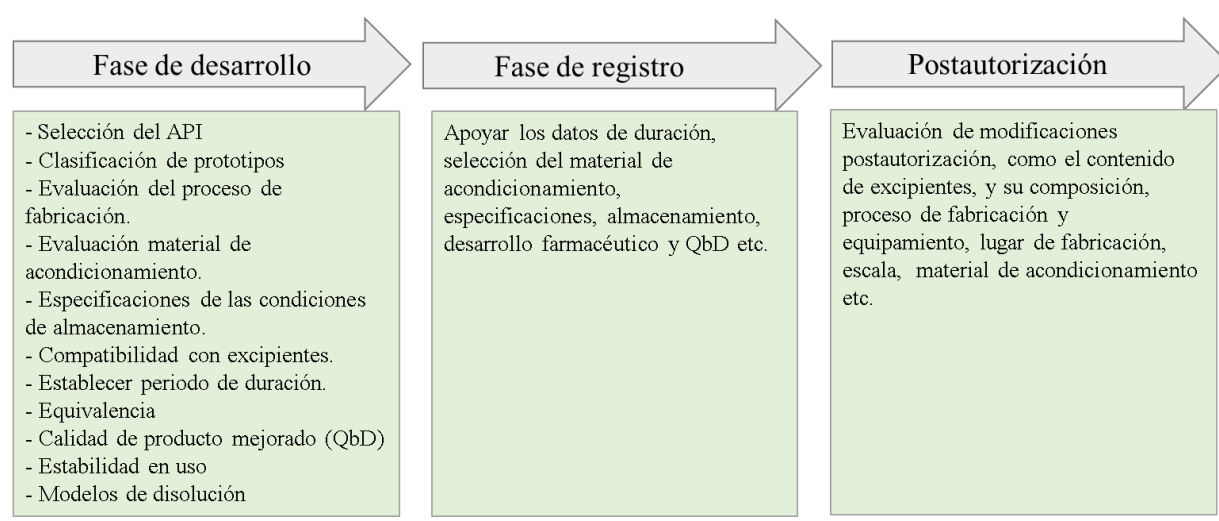 Fase de desarrollo
- Selección del API
- Clasificación de prototipos
- Evaluación del proceso de
fabricación.
- Evaluación material de
acondicionamiento.
- Especificaciones de las condiciones
de almacenamiento.
- Compatibilidad con excipientes.
- Establecer periodo de duración.
- Equivalencia
- Calidad de producto mejorado (QbD)
- Estabilidad en uso
- Modelos de disolución
Fase de registro
Apoyar los datos de duración,
selección del material de
acondicionamiento,
especificaciones, almacenamiento,
desarrollo farmacéutico y QbD etc.
Postautorización
Evaluación de modificaciones
postautorización, como el contenido
de excipientes, y su composición,
proceso de fabricación y
equipamiento, lugar de fabricación,
escala, material de acondicionamiento
etc.